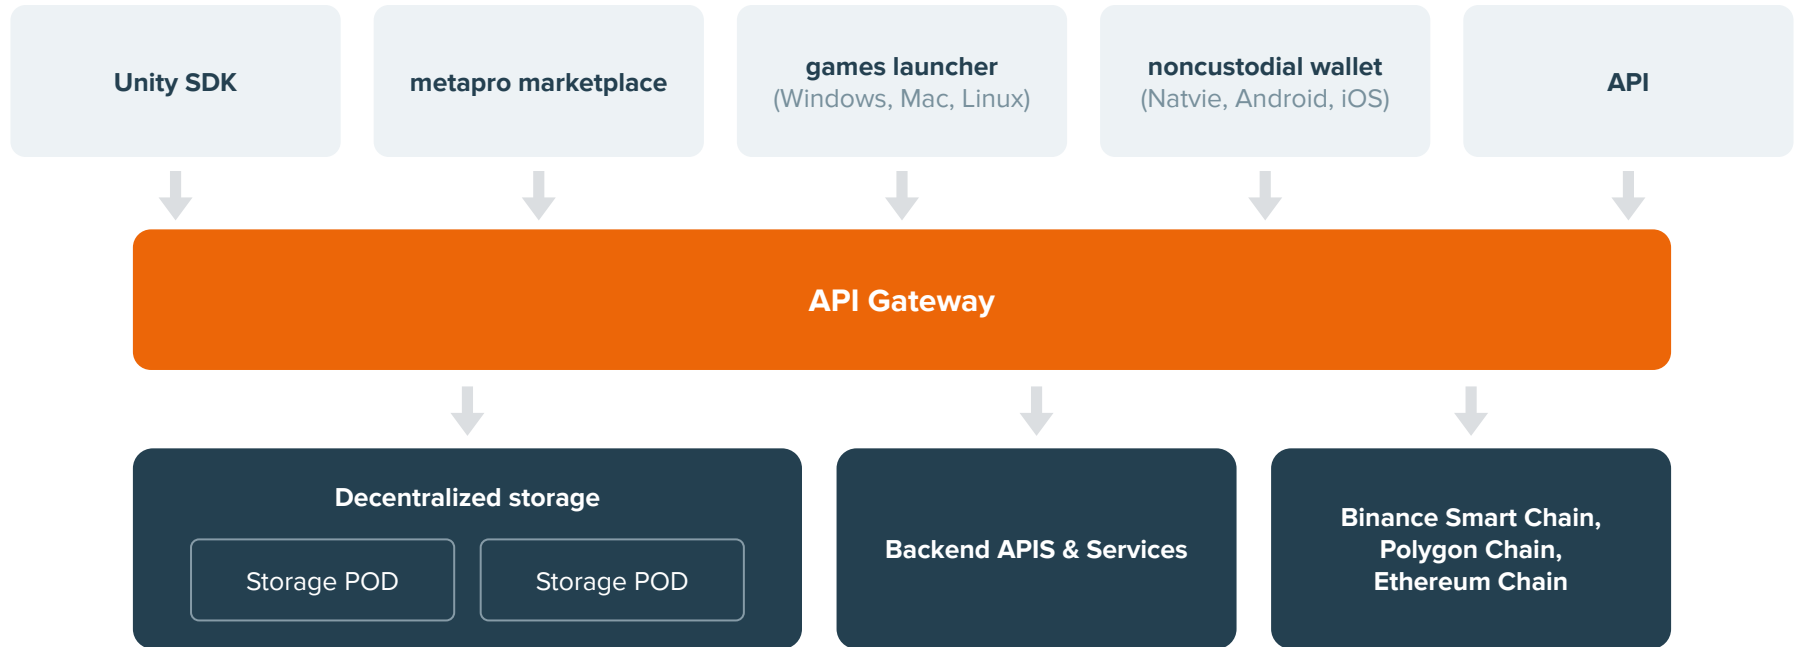 Unity SDK
metapro marketplace
games launcher
(Windows, Mac, Linux)
noncustodial wallet
(Natvie, Android, iOS)
API
API Gateway
Decentralized storage
Storage POD
Storage POD
Backend APIS & Services
Binance Smart Chain,
Polygon Chain,
Ethereum Chain